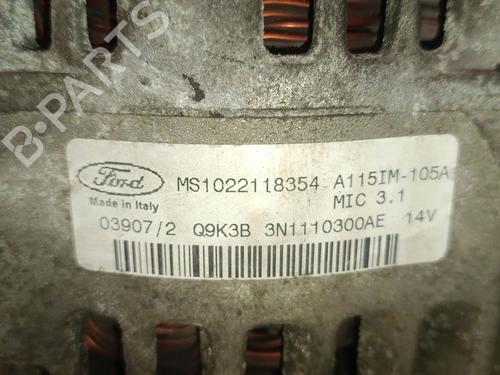 B-PARTS
Ford
MS1022118354 A115IM-105A
Made in Italy MIC 3.1
03907/2 Q9K3B 3N1110300AE 14V